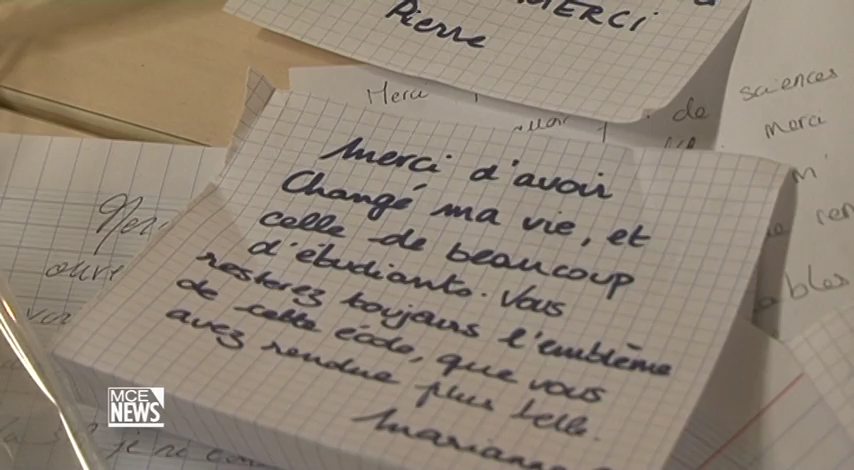 MERCI
Pierre
Merci
de
sciences
merci
m'
merci d'avoir
Changé ma vie, et
celle de beaucoup
d'étudiants. Vous
resterez toujours l'emblème
de cette école, que vous
avez rendue plus belle.
ables
MCE
NEWS